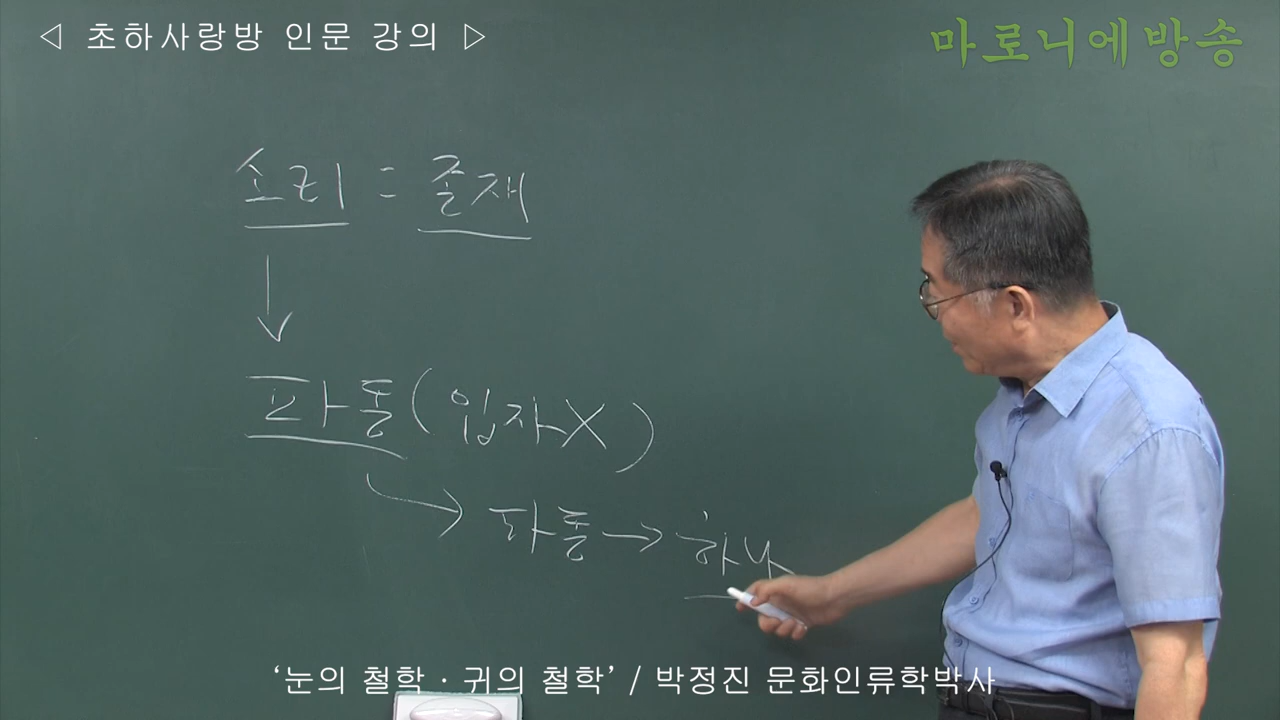 ◁ 초하사랑방 인문 강의 ▷
마로니에방송
소리 = 존재
↓
파동(입자X)
→ 파동 → 하나
‘눈의 철학 · 귀의 철학’ / 박정진 문화인류학박사